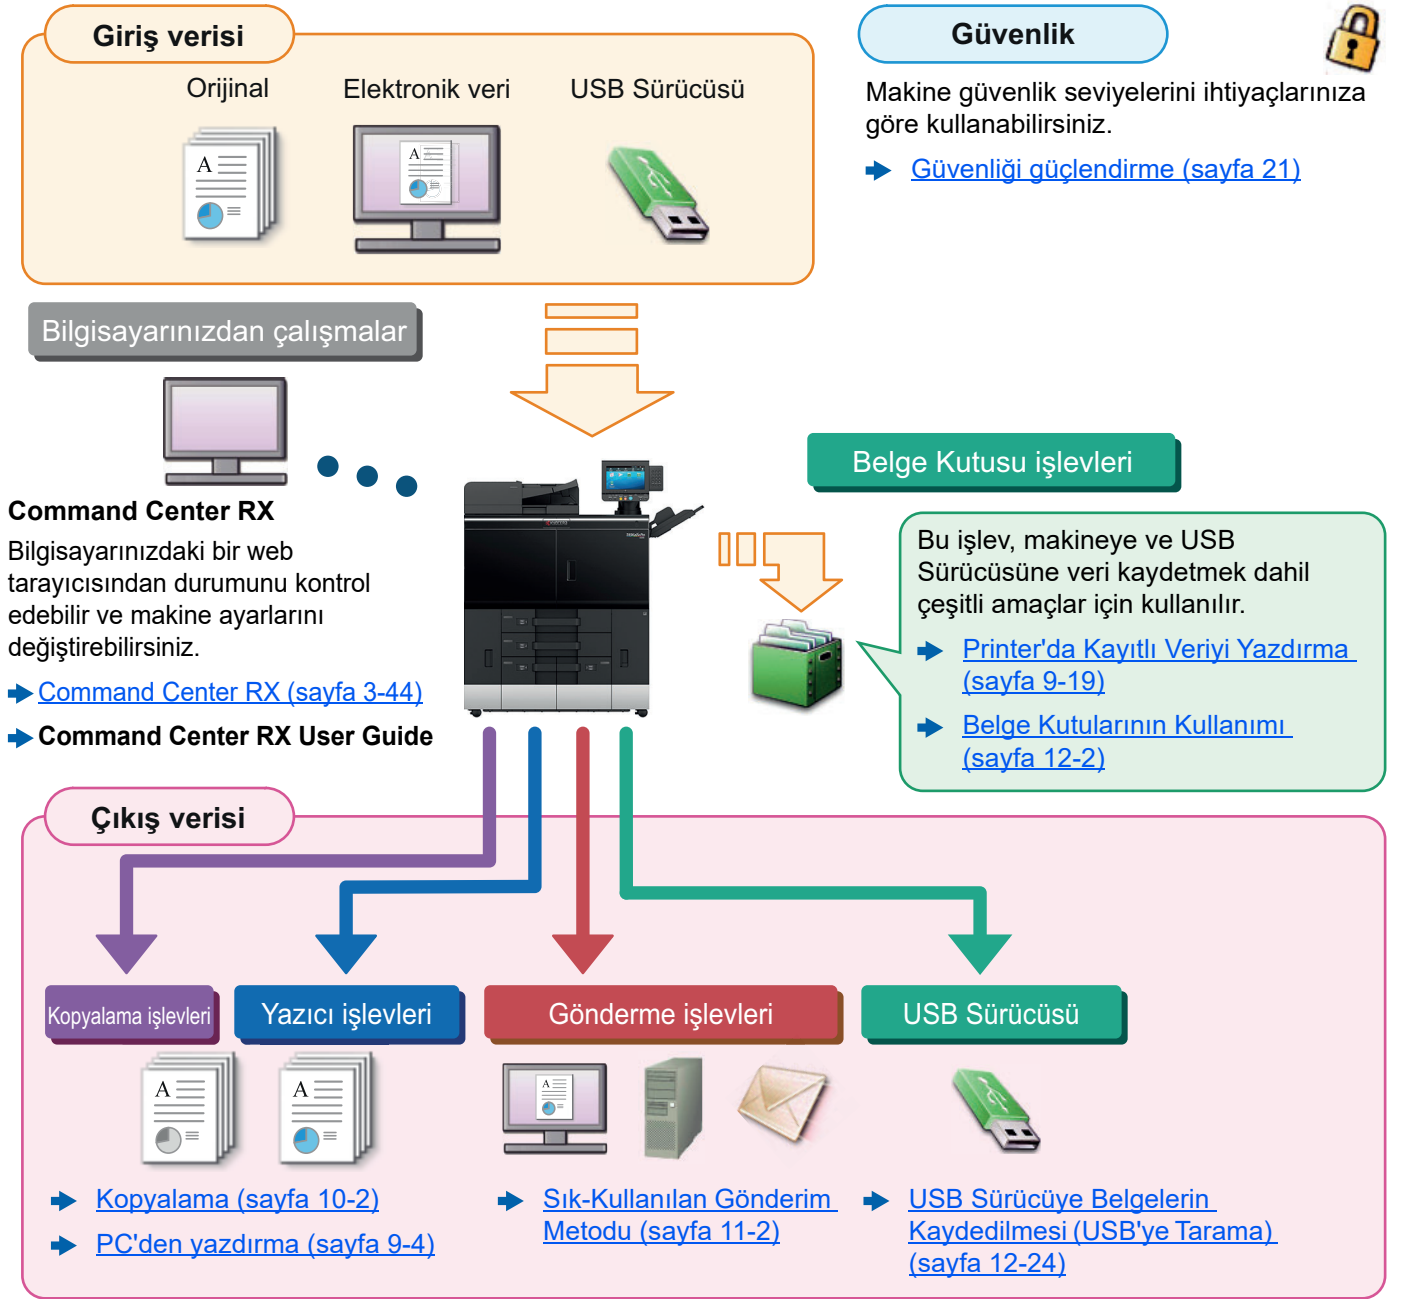 Giriş verisi
Orijinal
Elektronik veri
USB Sürücüsü
Güvenlik
Makine güvenlik seviyelerini ihtiyaçlarınıza
göre kullanabilirsiniz.
Güvenliği güçlendirme (sayfa 21)
Bilgisayarınızdan çalışmalar
Command Center RX
Bilgisayarınızdaki bir web
tarayıcısından durumunu kontrol
edebilir ve makine ayarlarını
değiştirebilirsiniz.
Command Center RX (sayfa 3-44)
Command Center RX User Guide
Belge Kutusu işlevleri
Bu işlev, makineye ve USB
Sürücüsüne veri kaydetmek dahil
çeşitli amaçlar için kullanılır.
Printer'da Kayıtlı Veriyi Yazdırma
(sayfa 9-19)
Belge Kutularının Kullanımı
(sayfa 12-2)
Çıkış verisi
Kopyalama işlevleri
Yazıcı işlevleri
Gönderme işlevleri
USB Sürücüsü
A
A
A
Kopyalama (sayfa 10-2)
PC'den yazdırma (sayfa 9-4)
Sık-Kullanılan Gönderim
Metodu (sayfa 11-2)
USB Sürücüye Belgelerin
Kaydedilmesi (USB'ye Tarama)
(sayfa 12-24)